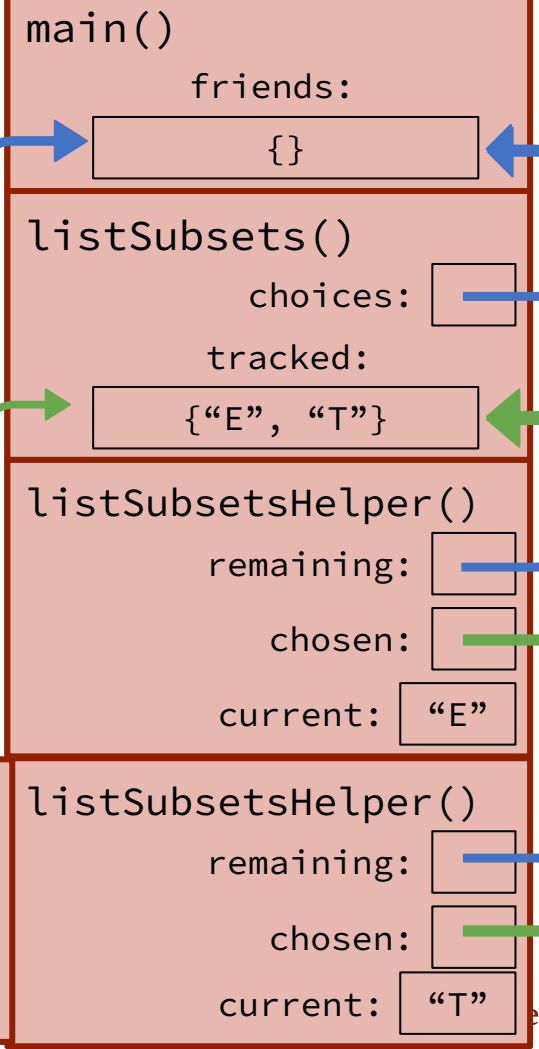 main()
friends:
{}
listSubsets()
choices:
tracked:
{“E”, “T”}
listSubsetsHelper()
remaining:
chosen:
current: “E”
listSubsetsHelper()
remaining:
chosen:
current: “T”